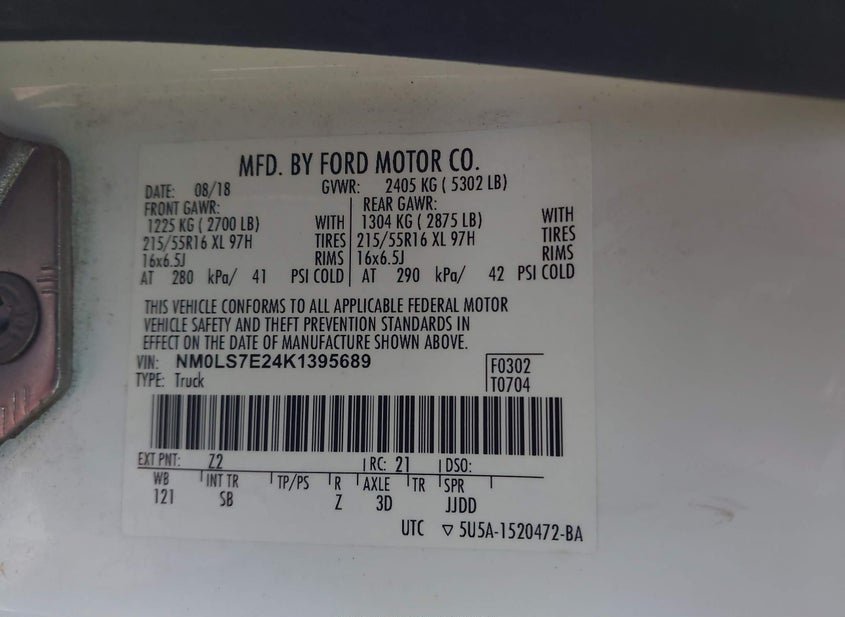 MFD. BY FORD MOTOR CO.
DATE: 08/18 GVWR: 2405 KG ( 5302 LB)
FRONT GAWR: REAR GAWR:
1225 KG ( 2700 LB) WITH 1304 KG ( 2875 LB) WITH
215/55R16 XL 97H TIRES 215/55R16 XL 97H TIRES
16x6.5J RIMS 16x6.5J RIMS
AT 280 kPa/ 41 PSI COLD AT 290 kPa/ 42 PSI COLD
THIS VEHICLE CONFORMS TO ALL APPLICABLE FEDERAL MOTOR
VEHICLE SAFETY AND THEFT PREVENTION STANDARDS IN
EFFECT ON THE DATE OF MANUFACTURE SHOWN ABOVE.
VIN: NM0LS7E24K1395689 F0302
TYPE: Truck T0704
EXT PNT: Z2 RC: 21 DSO:
WB INT TR TP/PS R AXLE TR SPR
121 SB Z 3D JJDD
UTC ▽ 5U5A-1520472-BA